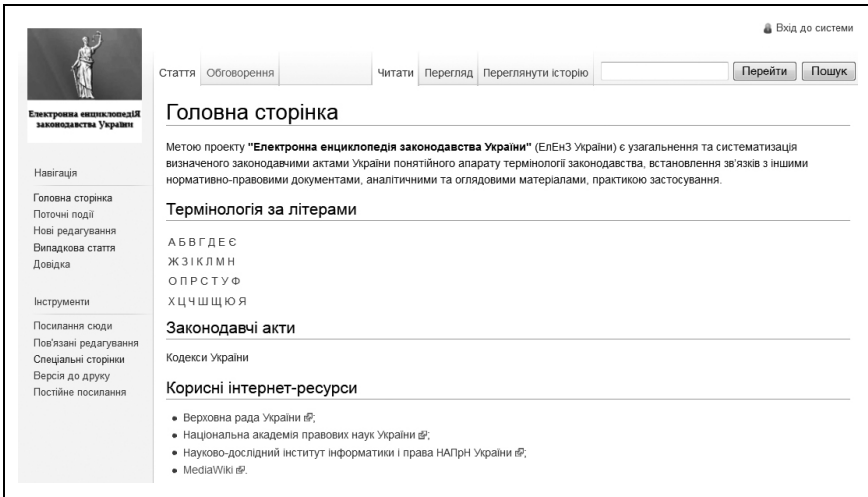 Вхід до системи
Електронна енциклопедіЯ
законодавства України
Стаття Обговорення Читати Перегляд Переглянути історію Перейти Пошук
Головна сторінка
Метою проекту "Електронна енциклопедія законодавства України" (ЕлЕнЗ України) є узагальнення та систематизація
визначеного законодавчими актами України понятійного апарату термінології законодавства, встановлення зв'язків з іншими
нормативно-правовими документами, аналітичними та оглядовими матеріалами, практикою застосування.
Навігація
Головна сторінка
Поточні події
Нові редагування
Випадкова стаття
Довідка
Інструменти
Посилання сюди
Пов'язані редагування
Спеціальні сторінки
Версія до друку
Постійне посилання
Термінологія за літерами
А Б В Г Д Е Є
Ж З І К Л М Н
О П Р С Т У Ф
Х Ц Ч Ш Щ Ю Я
Законодавчі акти
Кодекси України
Корисні інтернет-ресурси
Верховна рада України;
Національна академія правових наук України;
Науково-дослідний інститут інформатики і права НАПрН України;
MediaWiki.